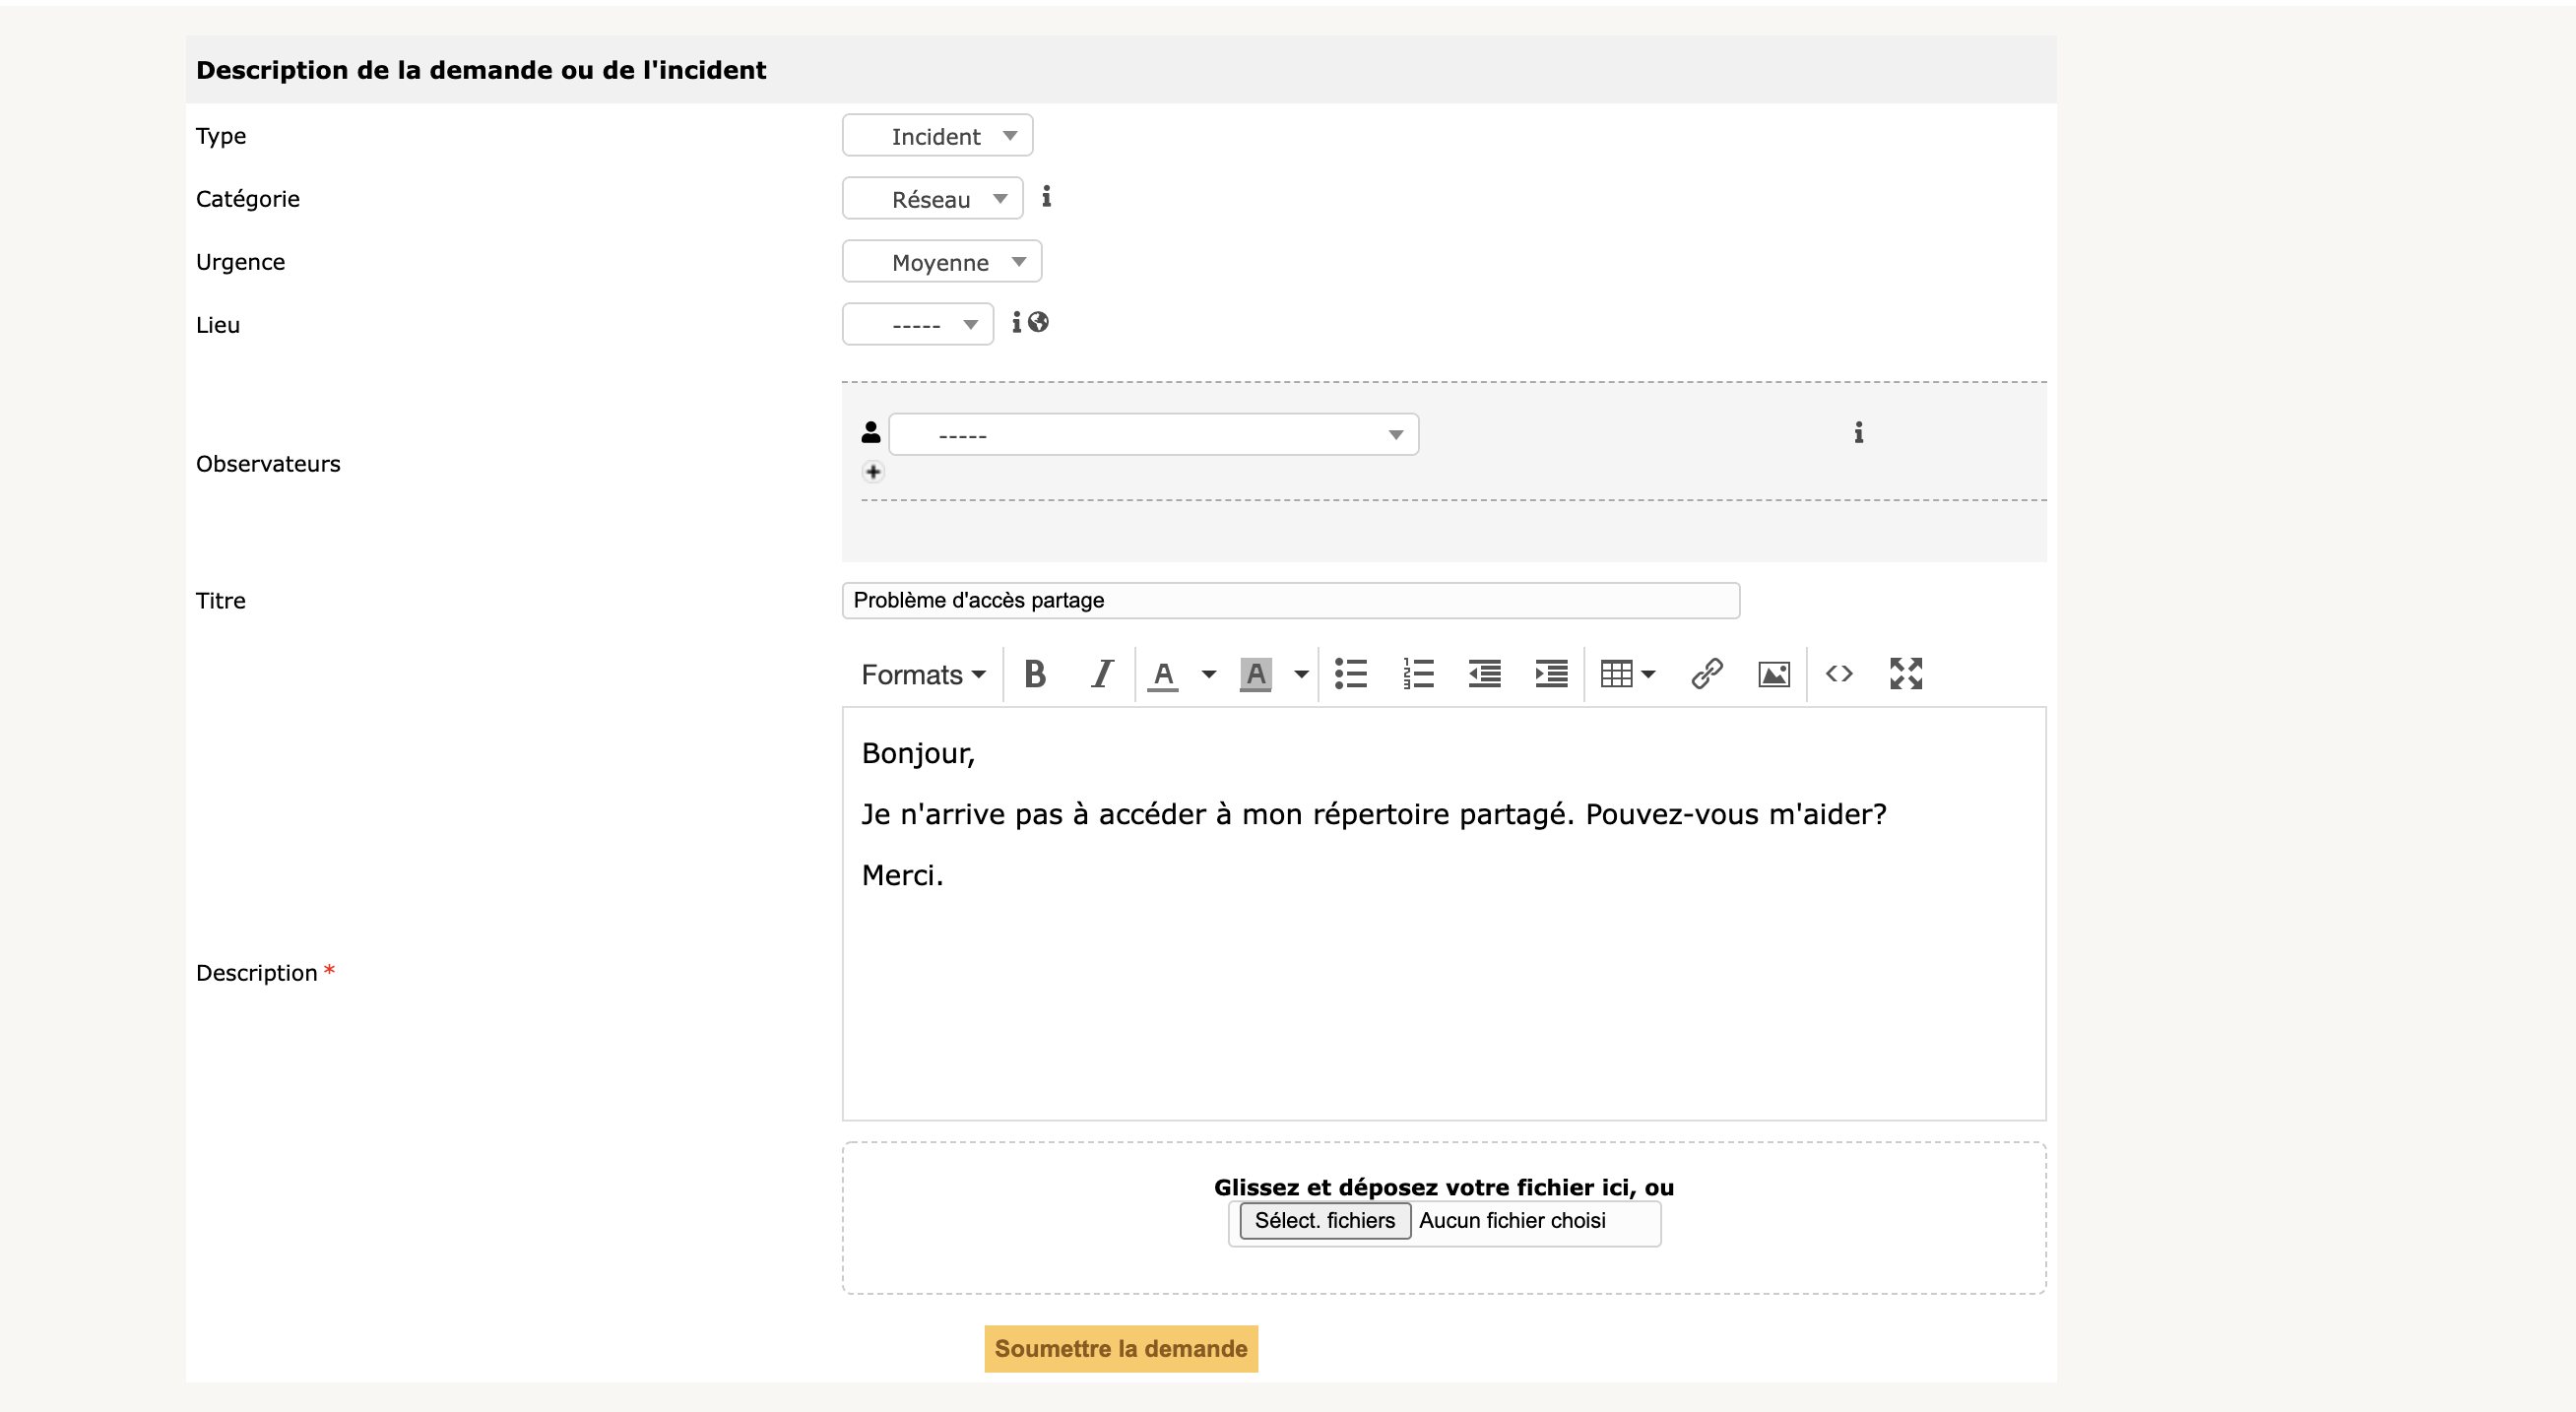 Description de la demande ou de l'incident
Type
Incident
Catégorie
Réseau
Urgence
Moyenne
Lieu
-----
Observateurs
-----
Titre
Problème d'accès partage
Formats
Description *
Bonjour,
Je n'arrive pas à accéder à mon répertoire partagé. Pouvez-vous m'aider?
Merci.
Glissez et déposez votre fichier ici, ou
Sélect. fichiers Aucun fichier choisi
Soumettre la demande